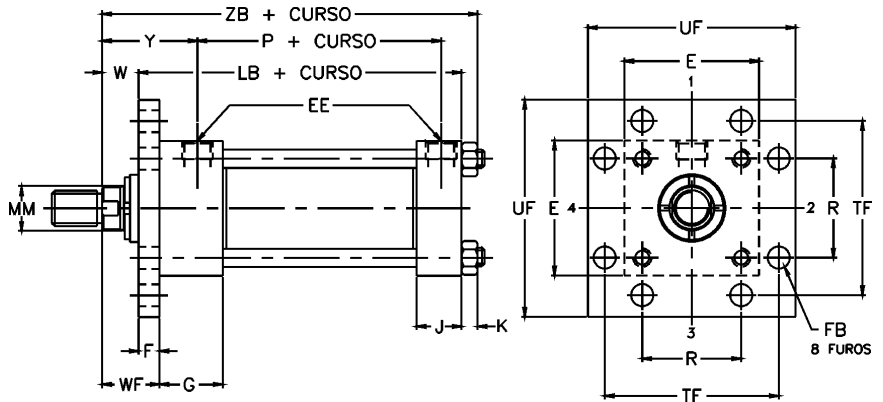 ZB + CURSO
Y
P + CURSO
W
LB + CURSO
EE
MM
F
WF
G
J
K
UF
E
1
UF
E
4
2
R
TF
3
R
TF
FB
8 FUROS